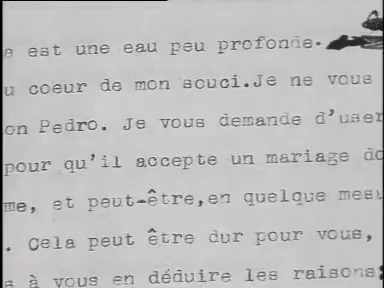 e est une eau peu profonde.
u coeur de mon souci.Je ne vous
on Pedro. Je vous demande d'user
pour qu'il accepte un mariage do
me, et peut-être,en quelque mesu
. Cela peut être dur pour vous,
s à vous en déduire les raisons;